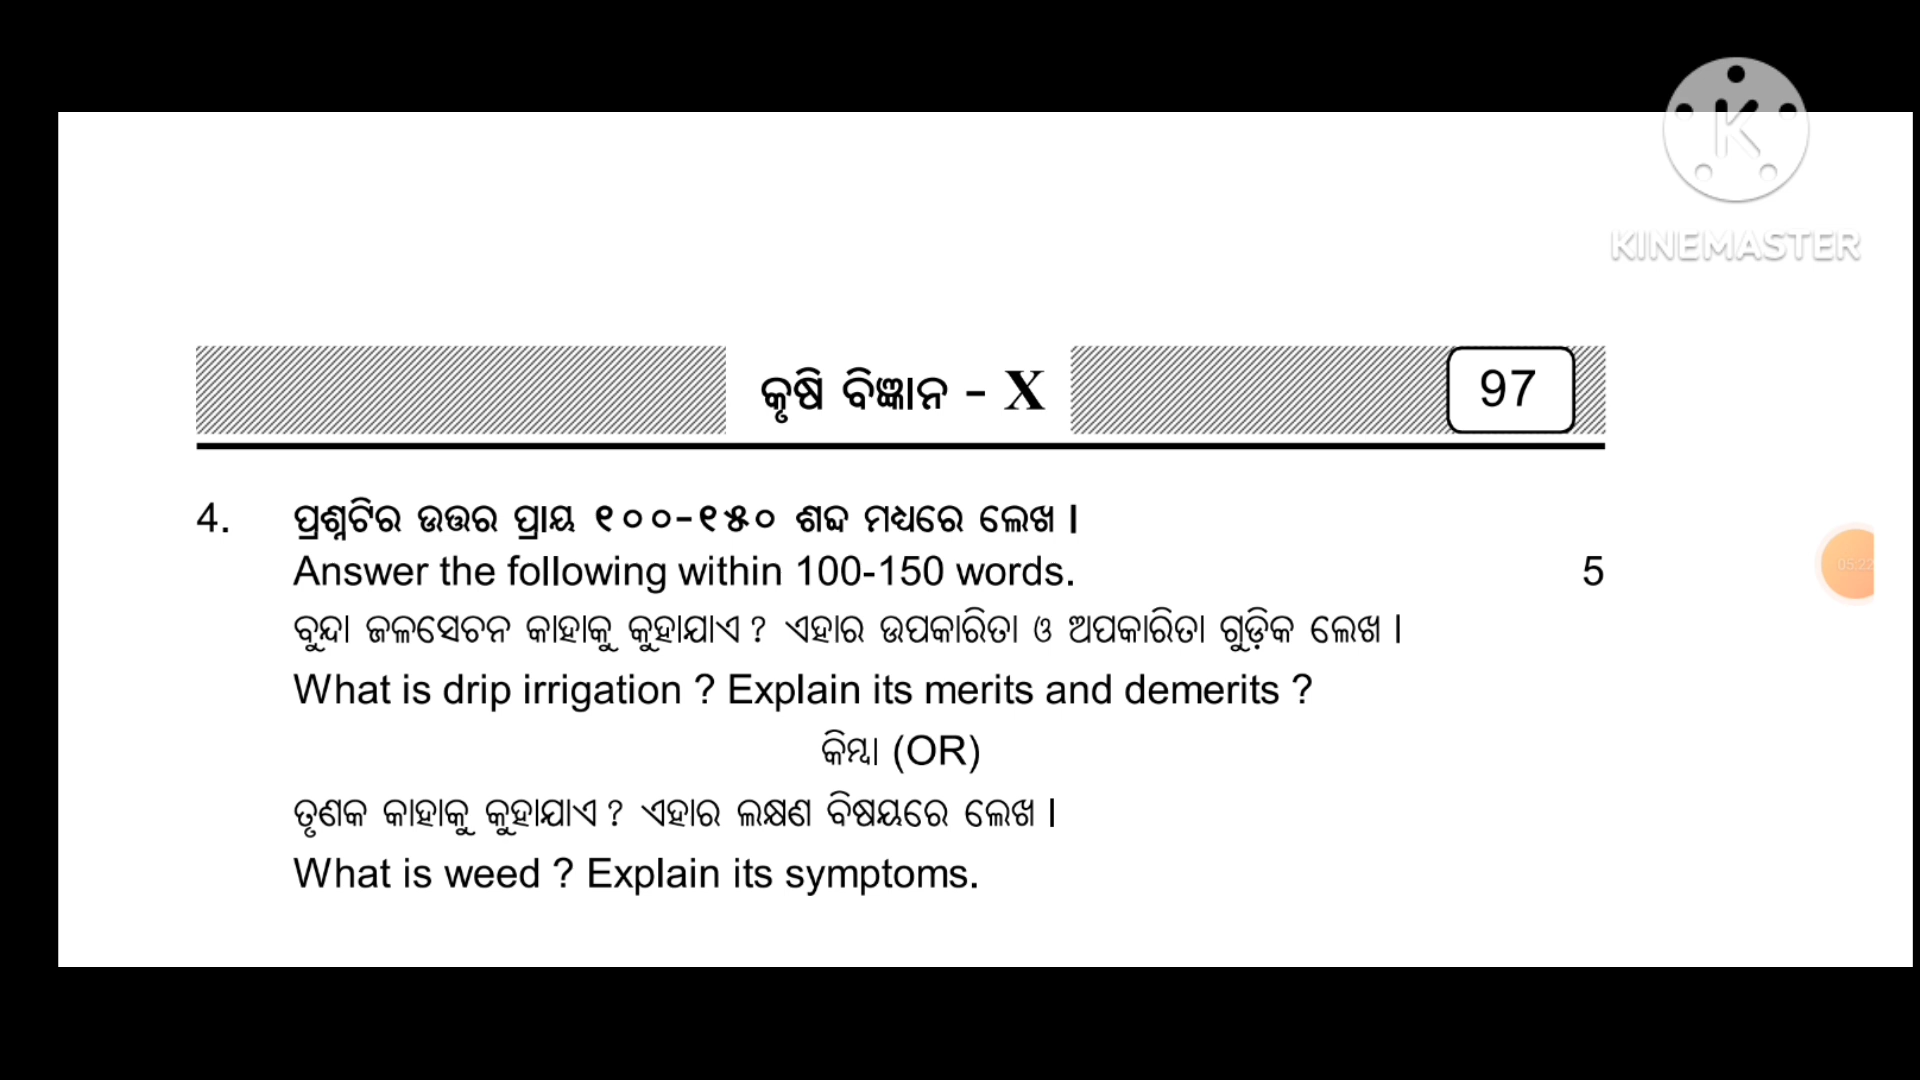 KINEMASTER
କୃଷି ବିଜ୍ଞାନ - X 97
4. ପ୍ରଶ୍ନଟିର ଉତ୍ତର ପ୍ରାୟ ୧୦୦-୧୫୦ ଶବ୍ଦ ମଧ୍ୟରେ ଲେଖ ।
Answer the following within 100-150 words. 5
ବୁନ୍ଦା ଜଳସେଚନ କାହାକୁ କୁହାଯାଏ ? ଏହାର ଉପକାରିତା ଓ ଅପକାରିତା ଗୁଡ଼ିକ ଲେଖ ।
What is drip irrigation ? Explain its merits and demerits ?
କିମ୍ବା (OR)
ତୃଣକ କାହାକୁ କୁହାଯାଏ ? ଏହାର ଲକ୍ଷଣ ବିଷୟରେ ଲେଖ ।
What is weed ? Explain its symptoms.
05:22